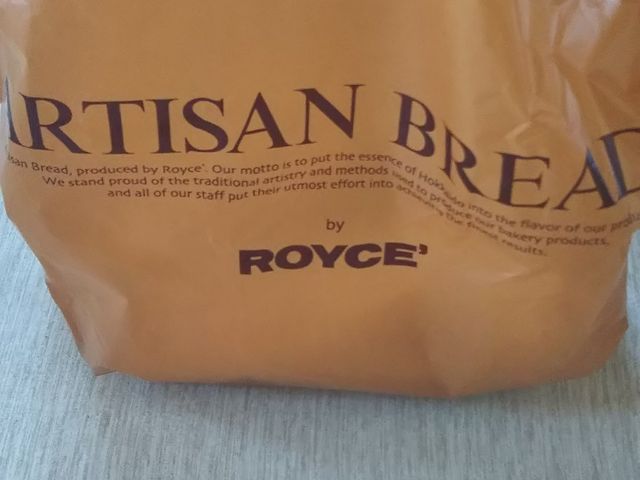 ARTISAN BREAD
san Bread, produced by Royce'. Our motto is to put the essence of Hokkaido into the flavor of our
We stand proud of the traditional artistry and methods used to produce our bakery products,
and all of our staff put their utmost effort into achieving the finest results.
by
ROYCE'